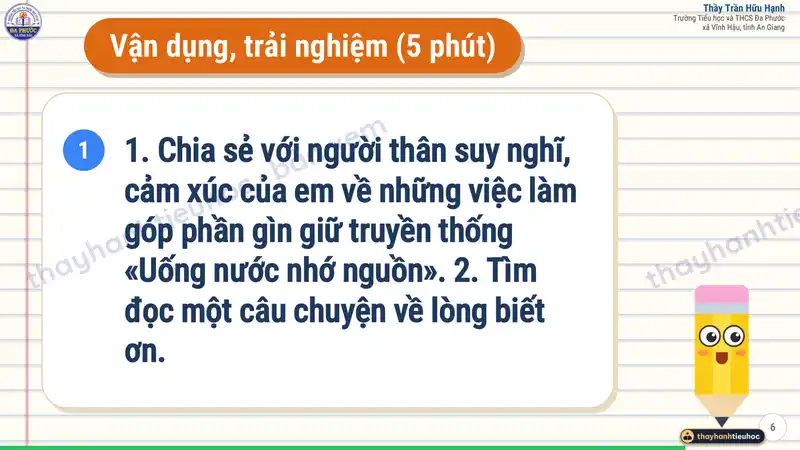 Thầy Trần Hữu Hạnh
Trường Tiểu học và THCS Đa Phước
xã Vĩnh Hậu, tỉnh An Giang
ĐA PHƯỚC
Vận dụng, trải nghiệm (5 phút)
1
1. Chia sẻ với người thân suy nghĩ,
cảm xúc của em về những việc làm
góp phần gìn giữ truyền thống
«Uống nước nhớ nguồn». 2. Tìm
đọc một câu chuyện về lòng biết
ơn.
thayhanhtieuhoc
6